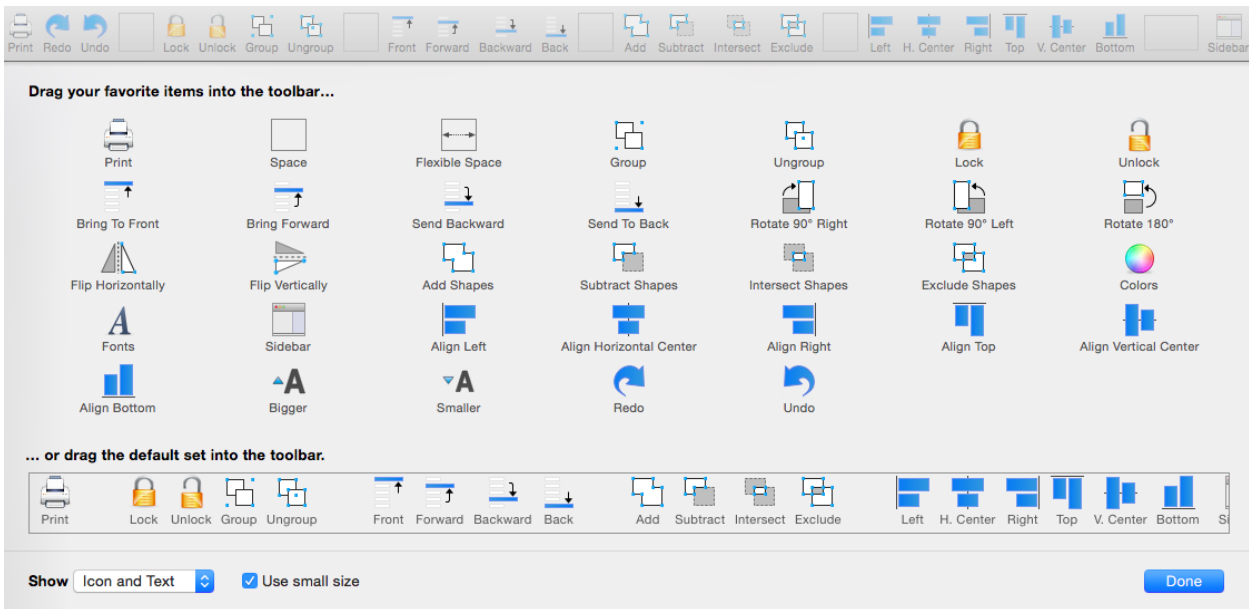 Print Redo Undo Lock Unlock Group Ungroup Front Forward Backward Back Add Subtract Intersect Exclude Left H. Center Right Top V. Center Bottom Sidebar
Drag your favorite items into the toolbar...
Print Space Flexible Space Group Ungroup Lock Unlock
Bring To Front Bring Forward Send Backward Send To Back Rotate 90° Right Rotate 90° Left Rotate 180°
Flip Horizontally Flip Vertically Add Shapes Subtract Shapes Intersect Shapes Exclude Shapes Colors
Fonts Sidebar Align Left Align Horizontal Center Align Right Align Top Align Vertical Center
Align Bottom Bigger Smaller Redo Undo
... or drag the default set into the toolbar.
Print Lock Unlock Group Ungroup Front Forward Backward Back Add Subtract Intersect Exclude Left H. Center Right Top V. Center Bottom Si
Show Icon and Text Use small size Done